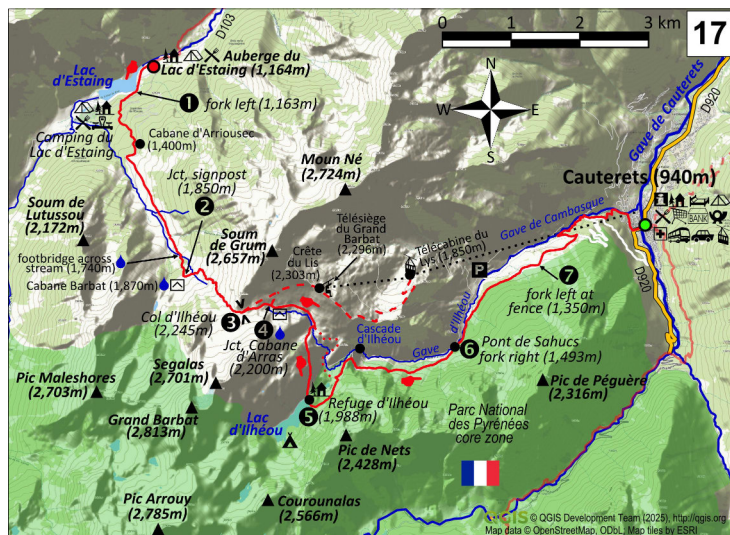 0 1 2 3 km
17
D103
Auberge du
Lac d'Estaing (1,164m)
Lac
d'Estaing
1 fork left (1,163m)
Camping du
Lac d'Estaing
Cabane d'Arriousec
(1,400m)
N
W E
S
D920
Gave de Cauterets
Moun Né
(2,724m)
Cauterets (940m)
BANK
Jct, signpost
(1,850m)
2
Soum de
Lutussou
(2,172m)
Soum
de Grum
(2,657m)
Télésiège
du Grand
Barbat
(2,296m)
Crête
du Lis
(2,303m)
Télécabine du
Lys (1,850m)
Gave de Cambasque
P
footbridge across
stream (1,740m)
Cabane Barbat (1,870m)
D920
7
fork left at
fence (1,350m)
Col d'Ilhéou
(2,245m)
3
4
Jct, Cabane
d'Arras
(2,200m)
Cascade
d'Ilhéou
Gave
d'Ilhéou
6 Pont de Sahucs
fork right (1,493m)
Segalas
(2,701m)
Pic Maleshores
(2,703m)
Grand Barbat
(2,813m)
Lac
d'Ilhéou
5
Refuge d'Ilhéou
(1,988m)
Pic de Péguère
(2,316m)
Parc National
des Pyrénées
core zone
Pic de Nets
(2,428m)
Pic Arrouy
(2,785m)
Courounalas
(2,566m)
QGIS © QGIS Development Team (2025), http://qgis.org
Map data © OpenStreetMap, ODbL; Map tiles by ESRI